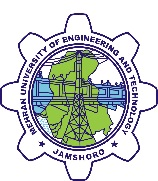 MEHRAN UNIVERSITY OF ENGINEERING AND TECHNOLOGY
JAMSHORO